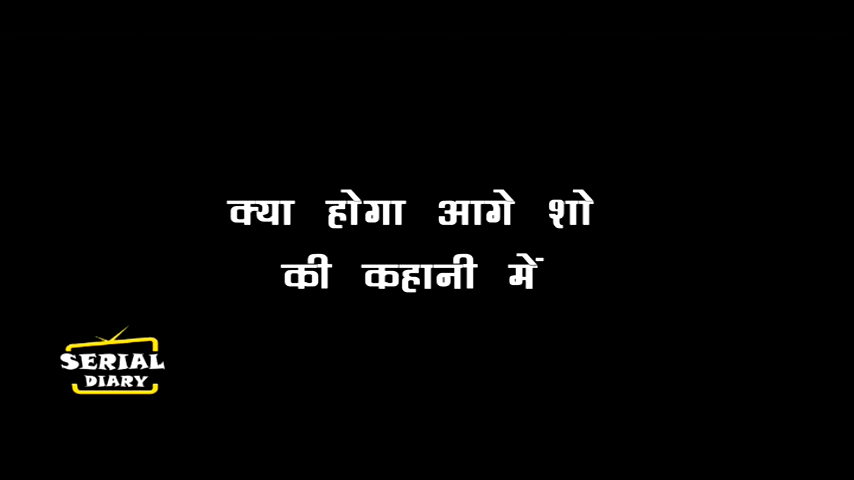 क्या होगा आगे शो
की कहानी में
SERIAL
DIARY